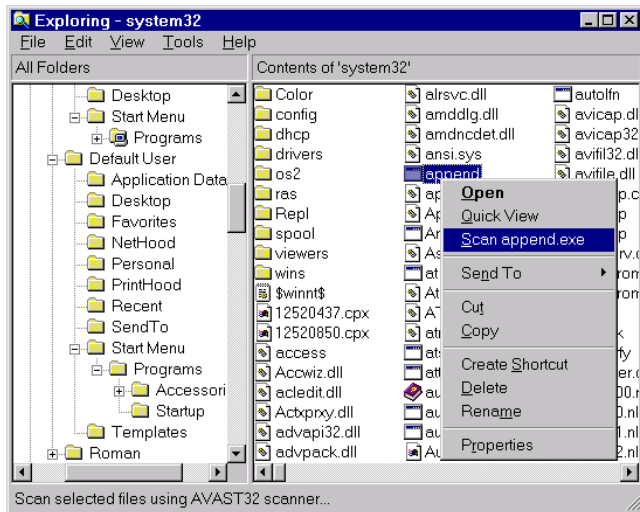 Exploring - system32
File Edit View Tools Help
All Folders
Contents of 'system32'
Desktop
Start Menu
Programs
Default User
Application Data
Desktop
Favorites
NetHood
Personal
PrintHood
Recent
SendTo
Start Menu
Programs
Accessori
Startup
Templates
Roman
Color
config
dhcp
drivers
os2
ras
Repl
spool
viewers
wins
$winnt$
12520437.cpx
12520850.cpx
access
Accwiz.dll
acledit.dll
Actxprxy.dll
advapi32.dll
advpack.dll
alrsvc.dll
amddlg.dll
amdncdet.dll
ansi.sys
append
autolfn
avicap.dl
avicap32
avifil32.dl
avifile.dll
Open
Quick View
Scan append.exe
Send To
Cut
Copy
Create Shortcut
Delete
Rename
Properties
Scan selected files using AVAST32 scanner...